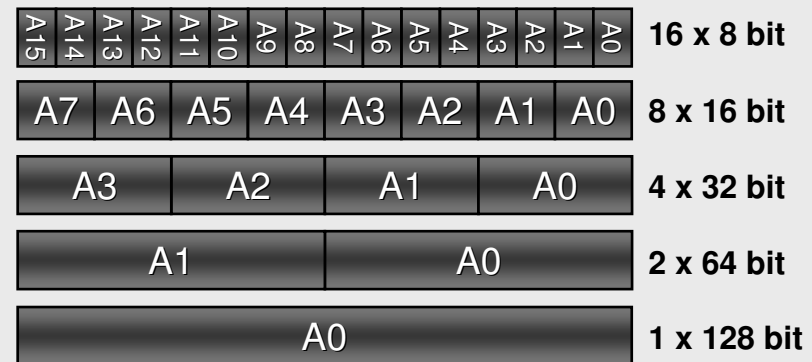 A15 A14 A13 A12 A11 A10 A9 A8 A7 A6 A5 A4 A3 A2 A1 A0 16 x 8 bit
A7 A6 A5 A4 A3 A2 A1 A0 8 x 16 bit
A3 A2 A1 A0 4 x 32 bit
A1 A0 2 x 64 bit
A0 1 x 128 bit